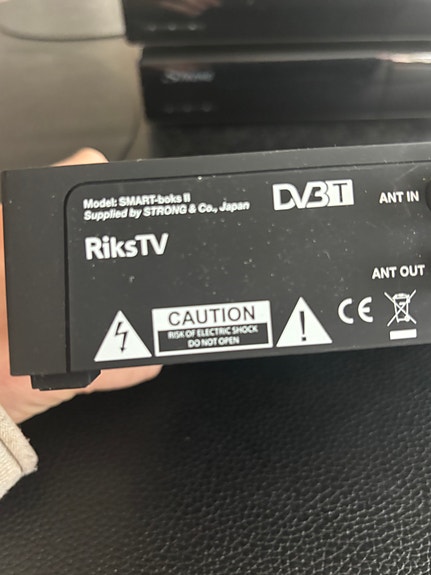 Model: SMART-boks II
Supplied by STRONG & Co., Japan
DVB T
ANT IN
RiksTV
ANT OUT
CAUTION
RISK OF ELECTRIC SHOCK
DO NOT OPEN
CE